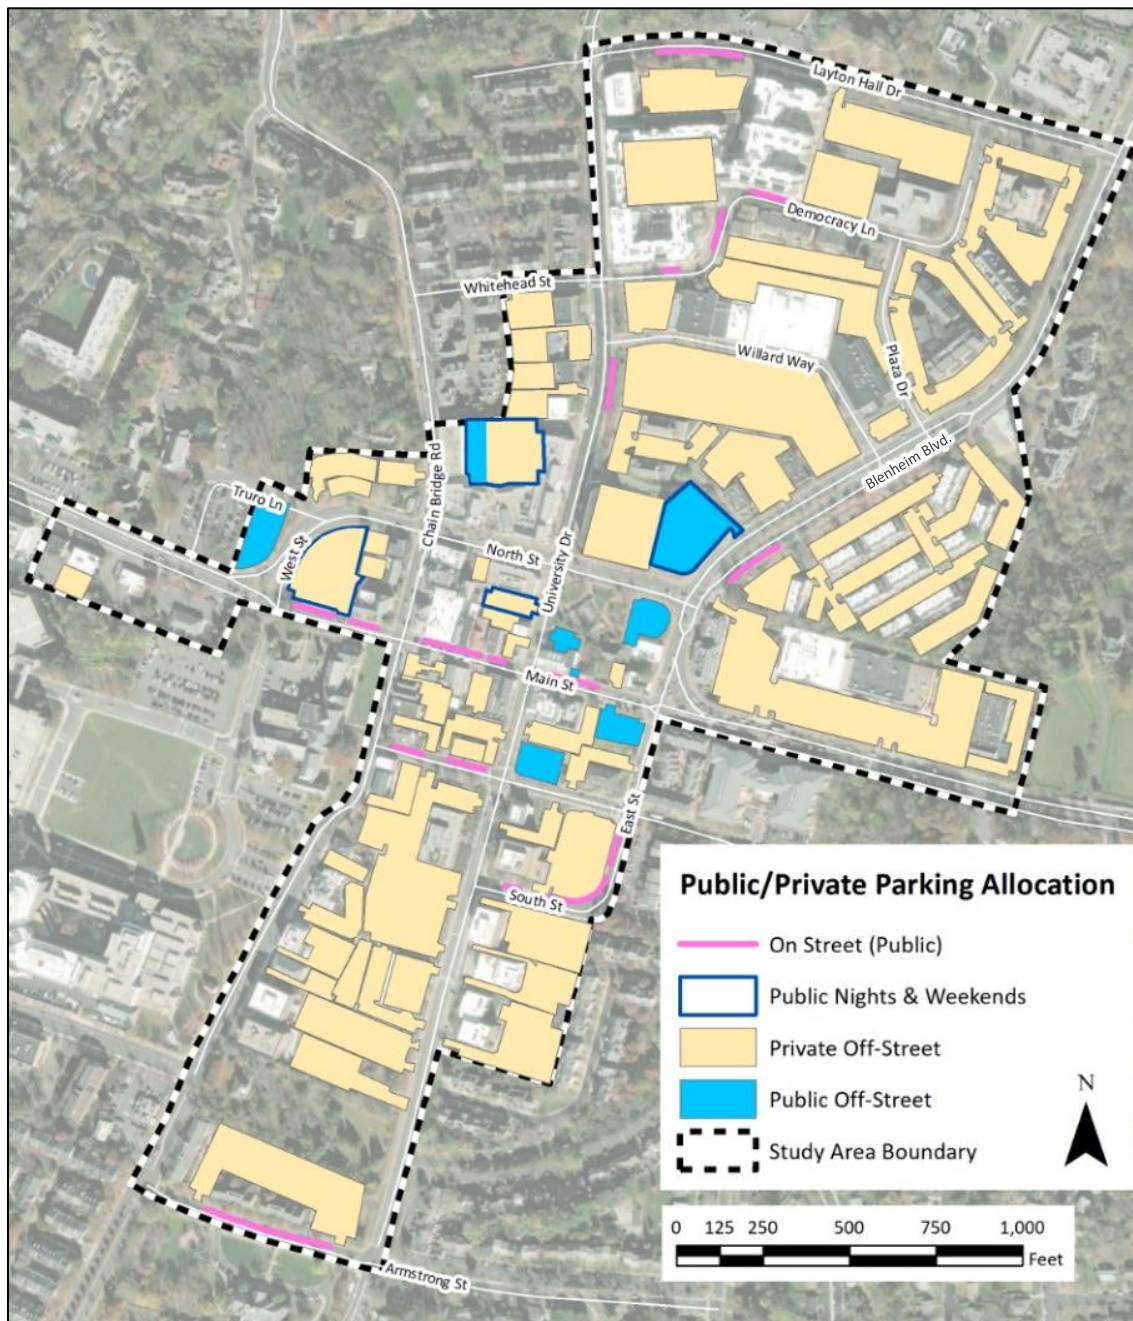 Layton Hall Dr
Democracy Ln
Whitehead St
Willard Way
Plaza Dr
Blenheim Blvd.
Chain Bridge Rd
Truro Ln
West St
North St
University Dr
Main St
East St
South St
Armstrong St
Public/Private Parking Allocation
On Street (Public)
Public Nights & Weekends
Private Off-Street
Public Off-Street
Study Area Boundary
N
0 125 250 500 750 1,000
Feet